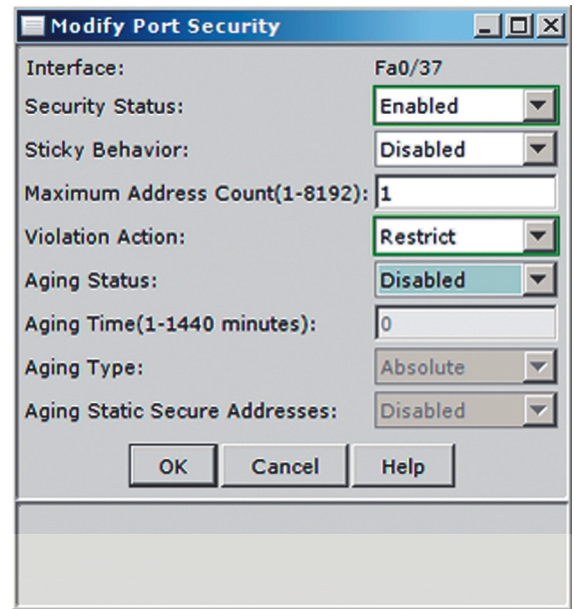 Modify Port Security
Interface: Fa0/37
Security Status: Enabled
Sticky Behavior: Disabled
Maximum Address Count(1-8192): 1
Violation Action: Restrict
Aging Status: Disabled
Aging Time(1-1440 minutes): 0
Aging Type: Absolute
Aging Static Secure Addresses: Disabled
OK Cancel Help